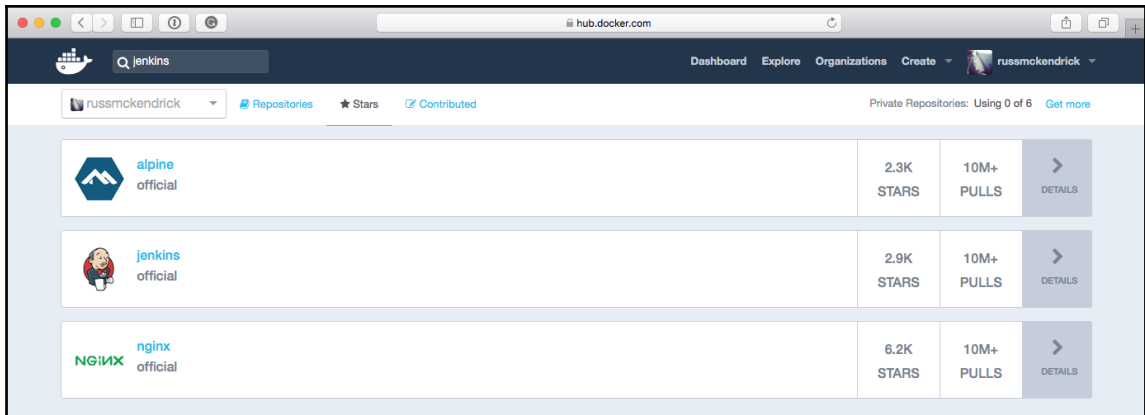 hub.docker.com
jenkins
Dashboard Explore Organizations Create russmckendrick
russmckendrick Repositories Stars Contributed Private Repositories: Using 0 of 6 Get more
alpine
official
2.3K
STARS
10M+
PULLS
DETAILS
jenkins
official
2.9K
STARS
10M+
PULLS
DETAILS
NGINX
nginx
official
6.2K
STARS
10M+
PULLS
DETAILS